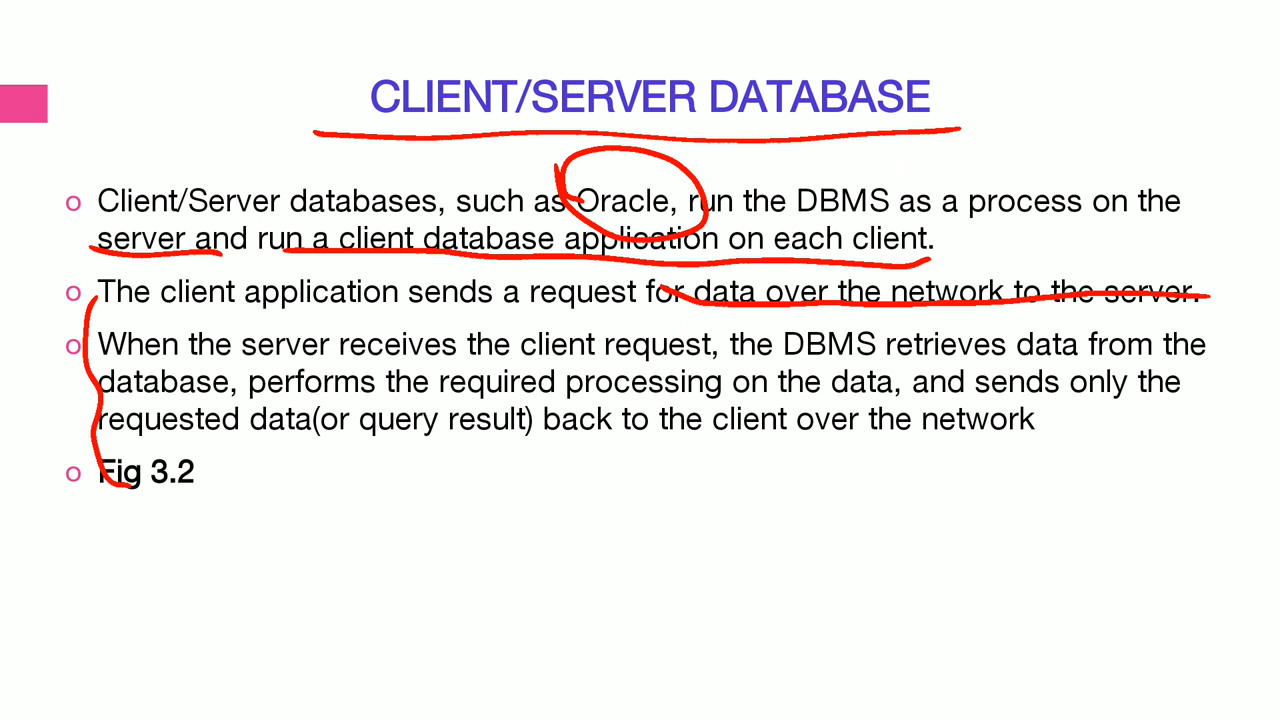 CLIENT/SERVER DATABASE
o Client/Server databases, such as Oracle, run the DBMS as a process on the
server and run a client database application on each client.
o The client application sends a request for data over the network to the server.
o When the server receives the client request, the DBMS retrieves data from the
database, performs the required processing on the data, and sends only the
requested data(or query result) back to the client over the network
o Fig 3.2